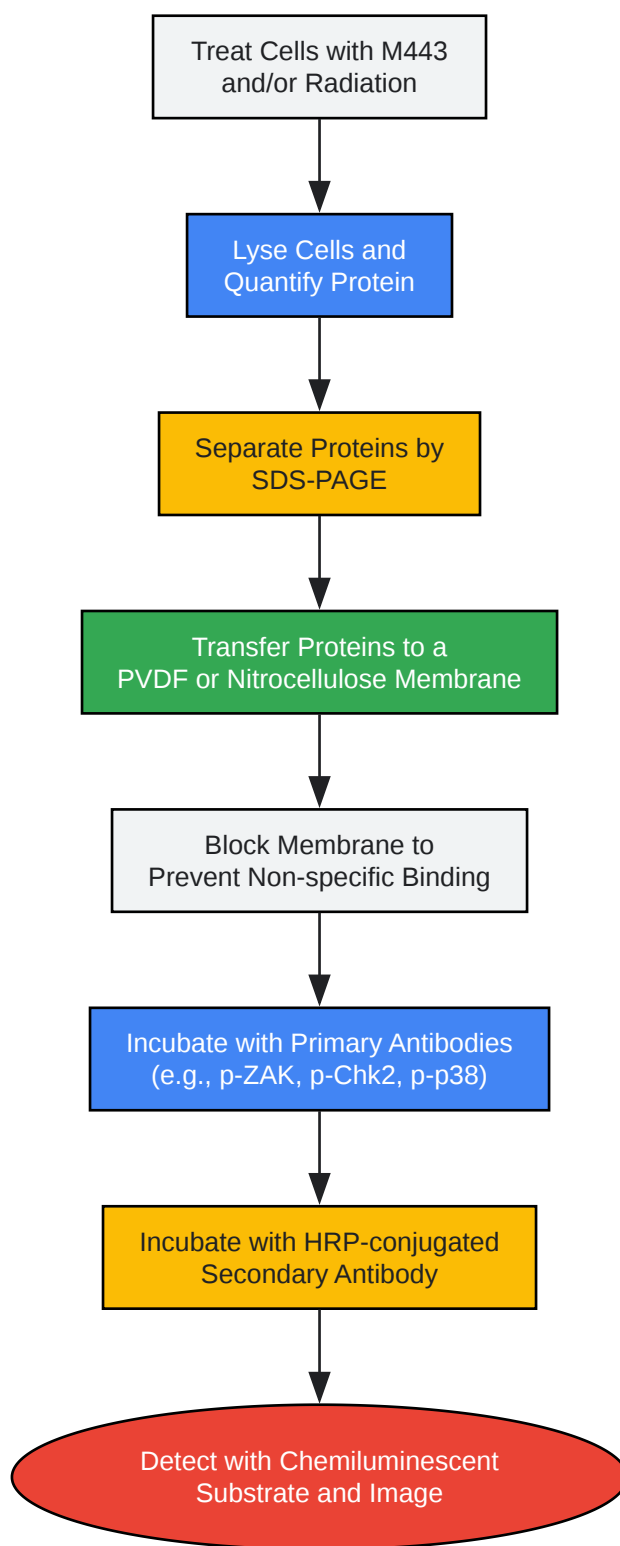 Treat Cells with M443
and/or Radiation
Lyse Cells and
Quantify Protein
Separate Proteins by
SDS-PAGE
Transfer Proteins to a
PVDF or Nitrocellulose Membrane
Block Membrane to
Prevent Non-specific Binding
Incubate with Primary Antibodies
(e.g., p-ZAK, p-Chk2, p-p38)
Incubate with HRP-conjugated
Secondary Antibody
Detect with Chemiluminescent
Substrate and Image